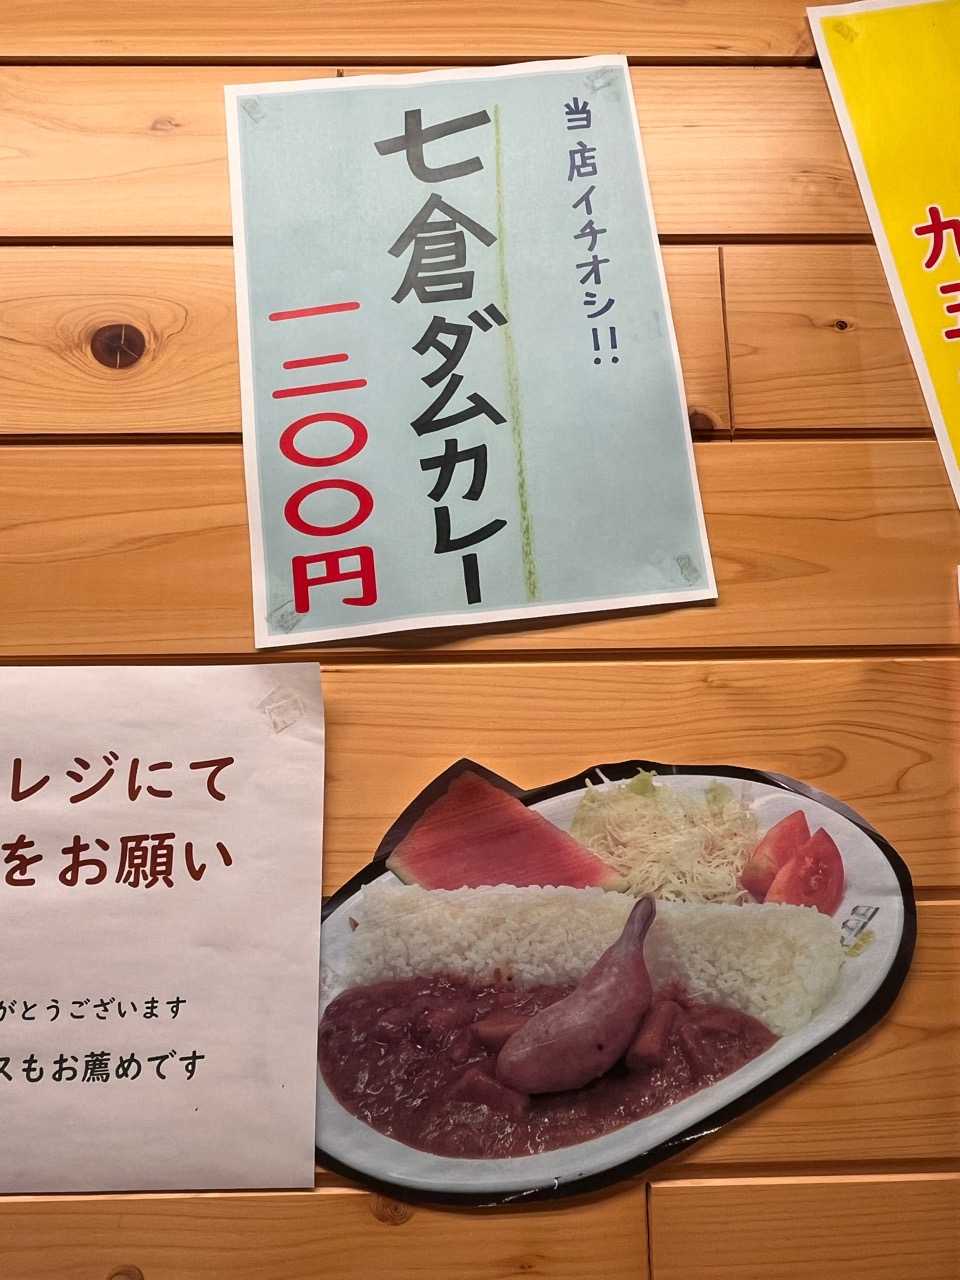 当店イチオシ!!
七倉ダムカレー
一二〇〇円
九
レジにて
をお願い
がとうございます
スもお薦めです